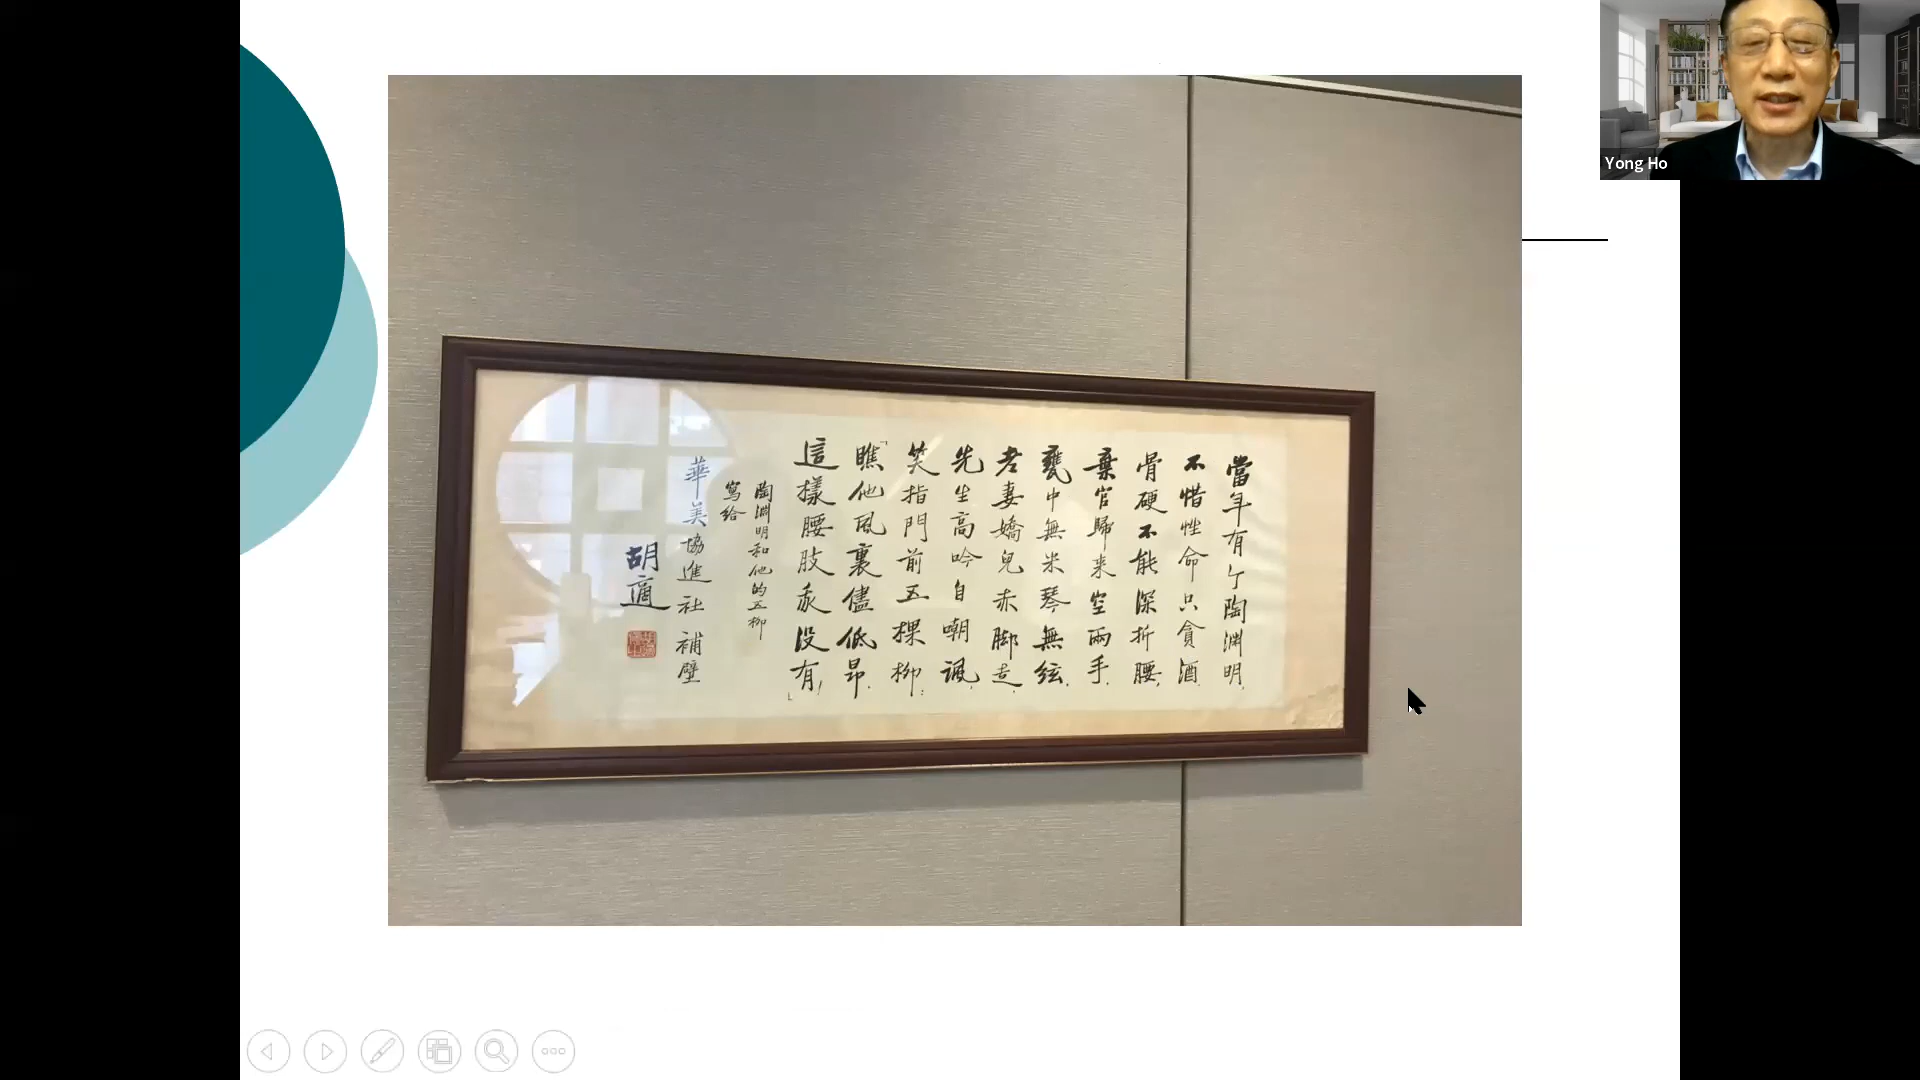 當年有个陶淵明,
不惜性命只貪酒
骨硬不能深折腰,
棄官歸来空兩手.
甕中無米琴無絃,
老妻嬌兒赤脚走.
先生高吟自嘲諷,
笑指門前五棵柳:
「瞧他風裏儘低昂.
這樣腰肢我没有!」
陶淵明和他的五柳
寫給
華美協進社補壁
胡適
Yong Ho